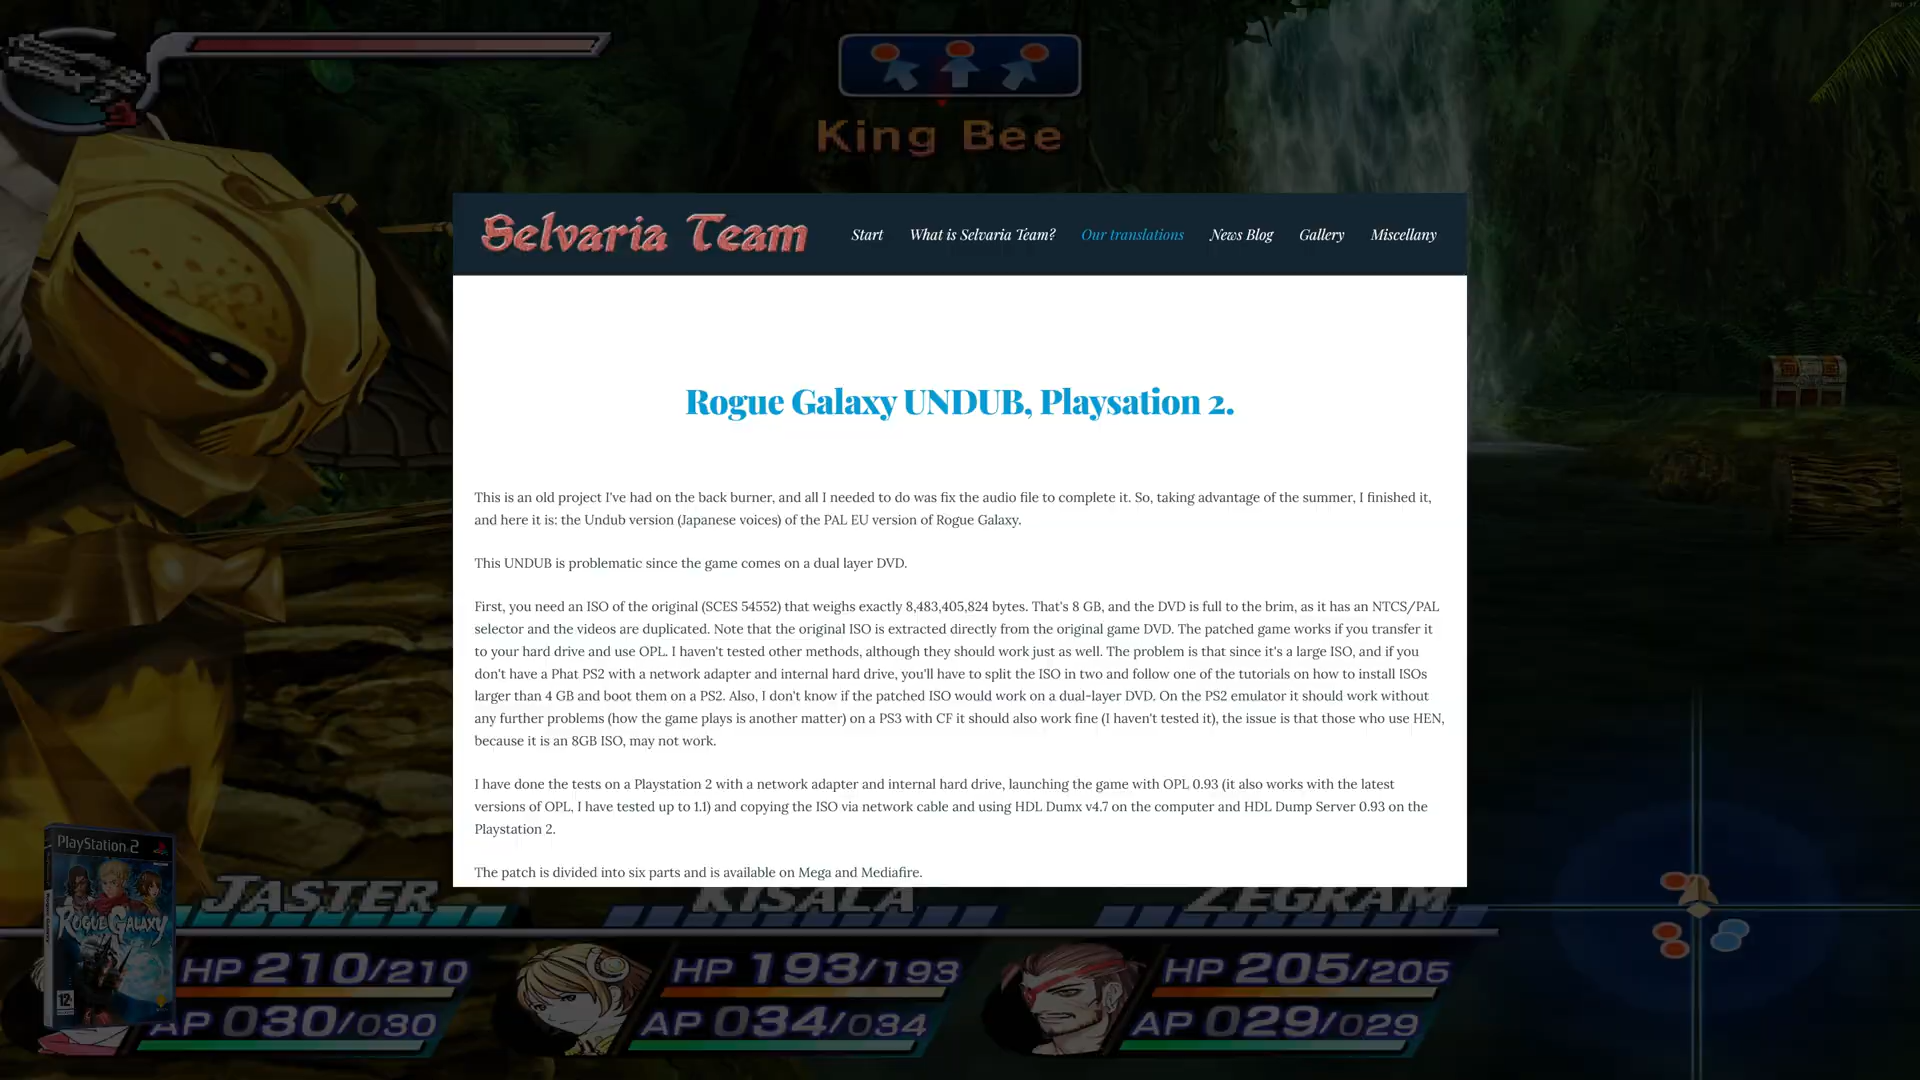 King Bee
Selvaria Team
Start What is Selvaria Team? Our translations News Blog Gallery Miscellany
Rogue Galaxy UNDUB, Playsation 2.
This is an old project I've had on the back burner, and all I needed to do was fix the audio file to complete it. So, taking advantage of the summer, I finished it,
and here it is: the Undub version (Japanese voices) of the PAL EU version of Rogue Galaxy.
This UNDUB is problematic since the game comes on a dual layer DVD.
First, you need an ISO of the original (SCES 54552) that weighs exactly 8,483,405,824 bytes. That's 8 GB, and the DVD is full to the brim, as it has an NTCS/PAL
selector and the videos are duplicated. Note that the original ISO is extracted directly from the original game DVD. The patched game works if you transfer it
to your hard drive and use OPL. I haven't tested other methods, although they should work just as well. The problem is that since it's a large ISO, and if you
don't have a Phat PS2 with a network adapter and internal hard drive, you'll have to split the ISO in two and follow one of the tutorials on how to install ISOs
larger than 4 GB and boot them on a PS2. Also, I don't know if the patched ISO would work on a dual-layer DVD. On the PS2 emulator it should work without
any further problems (how the game plays is another matter) on a PS3 with CF it should also work fine (I haven't tested it), the issue is that those who use HEN,
because it is an 8GB ISO, may not work.
I have done the tests on a Playstation 2 with a network adapter and internal hard drive, launching the game with OPL 0.93 (it also works with the latest
versions of OPL, I have tested up to 1.1) and copying the ISO via network cable and using HDL Dumx v4.7 on the computer and HDL Dump Server 0.93 on the
Playstation 2.
The patch is divided into six parts and is available on Mega and Mediafire.
JASTER KISALA ZEGRAM
HP 210/210 HP 193/193 HP 205/205
AP 030/030 AP 034/034 AP 029/029
PlayStation 2
ROGUE GALAXY
12+